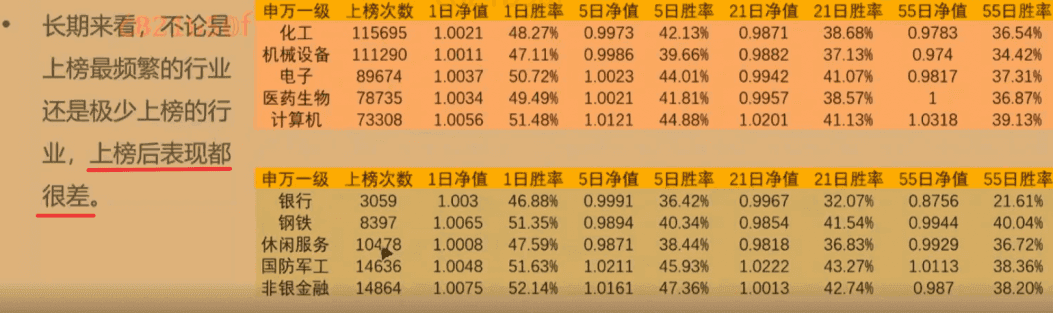 • 长期来看，不论是
上榜最频繁的行业
还是极少上榜的行
业，上榜后表现都
很差。
申万一级 上榜次数 1日净值 1日胜率 5日净值 5日胜率 21日净值 21日胜率 55日净值 55日胜率
化工 115695 1.0021 48.27% 0.9973 42.13% 0.9871 38.68% 0.9783 36.54%
机械设备 111290 1.0011 47.11% 0.9986 39.66% 0.9882 37.13% 0.974 34.42%
电子 89674 1.0037 50.72% 1.0023 44.01% 0.9942 41.07% 0.9817 37.31%
医药生物 78735 1.0034 49.49% 1.0021 41.81% 0.9957 38.57% 1 36.87%
计算机 73308 1.0056 51.48% 1.0121 44.88% 1.0201 41.13% 1.0318 39.13%
申万一级 上榜次数 1日净值 1日胜率 5日净值 5日胜率 21日净值 21日胜率 55日净值 55日胜率
银行 3059 1.003 46.88% 0.9991 36.42% 0.9967 32.07% 0.8756 21.61%
钢铁 8397 1.0065 51.35% 0.9894 40.34% 0.9854 41.54% 0.9944 40.04%
休闲服务 10478 1.0008 47.59% 0.9871 38.44% 0.9818 36.83% 0.9929 36.72%
国防军工 14636 1.0048 51.63% 1.0211 45.93% 1.0222 43.27% 1.0113 38.36%
非银金融 14864 1.0075 52.14% 1.0161 47.36% 1.0013 42.74% 0.987 38.20%